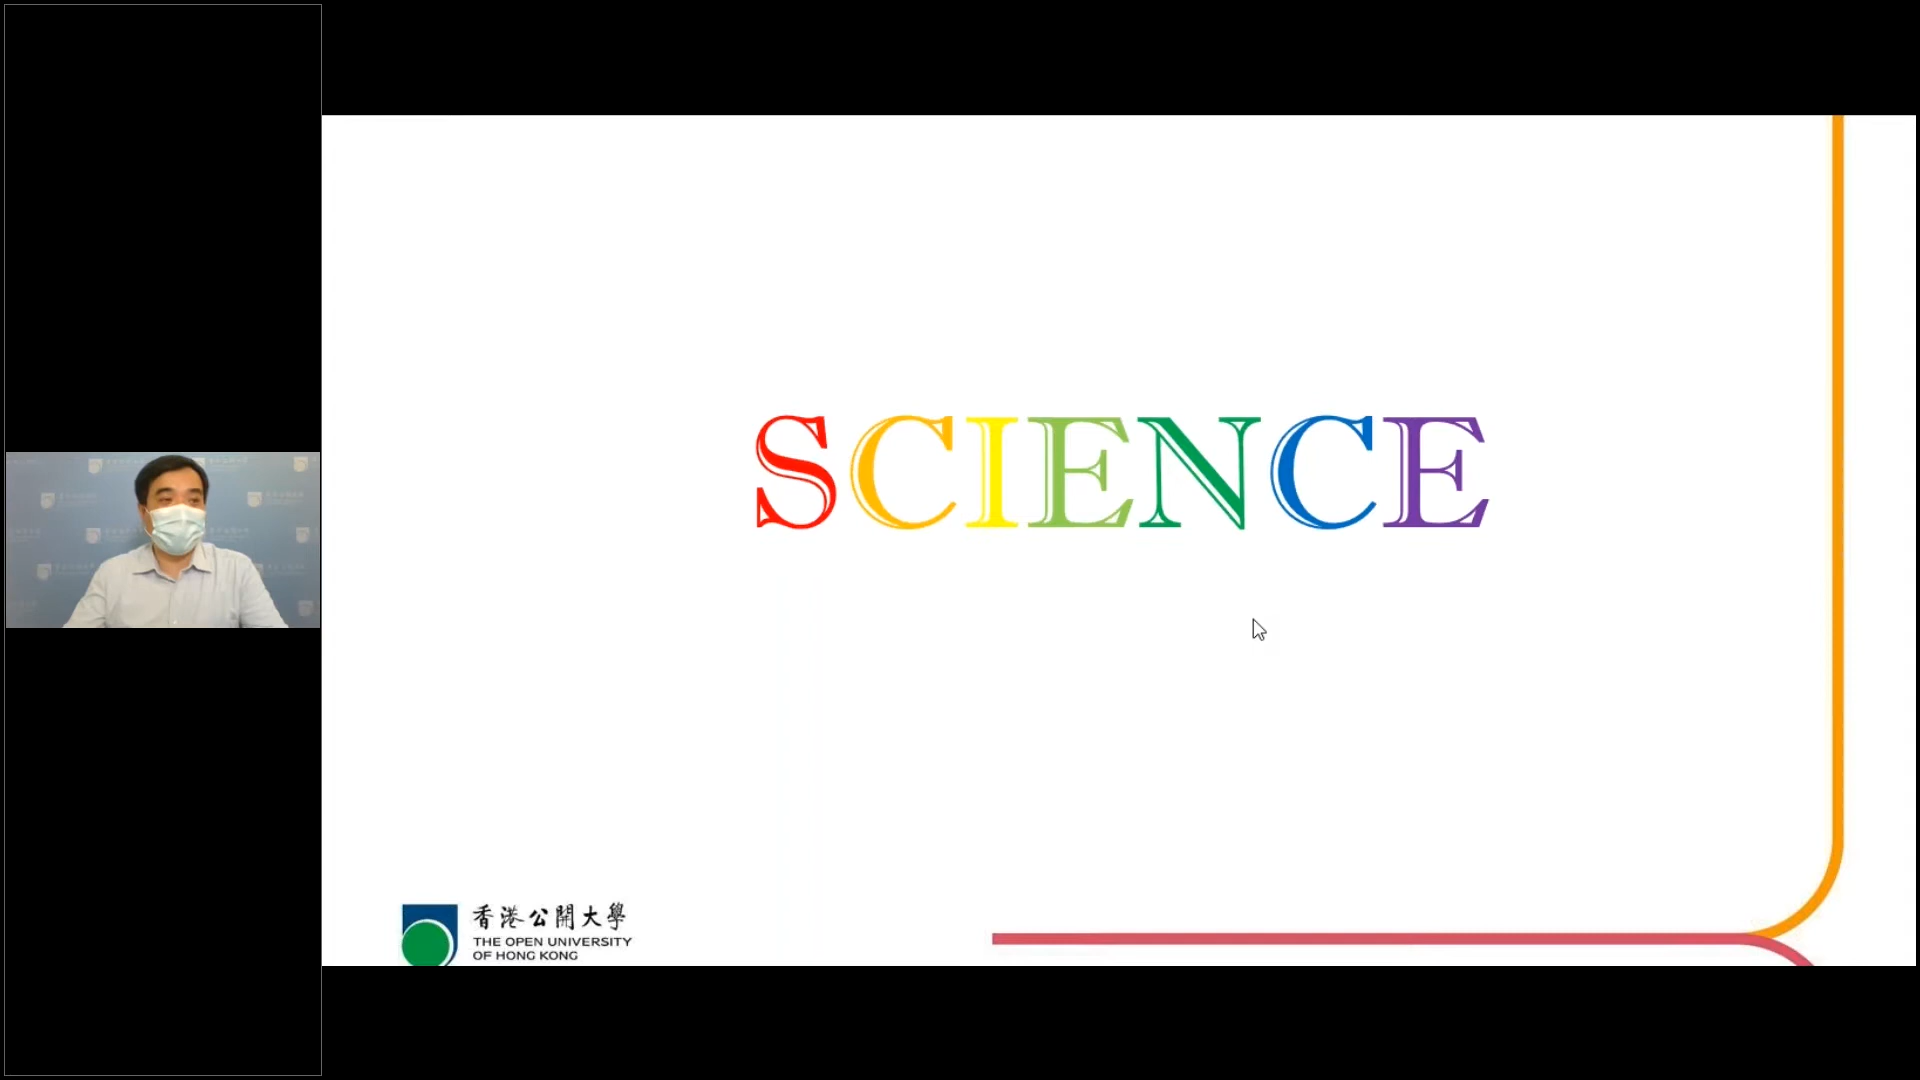 SCIENCE
香港公開大學
THE OPEN UNIVERSITY
OF HONG KONG